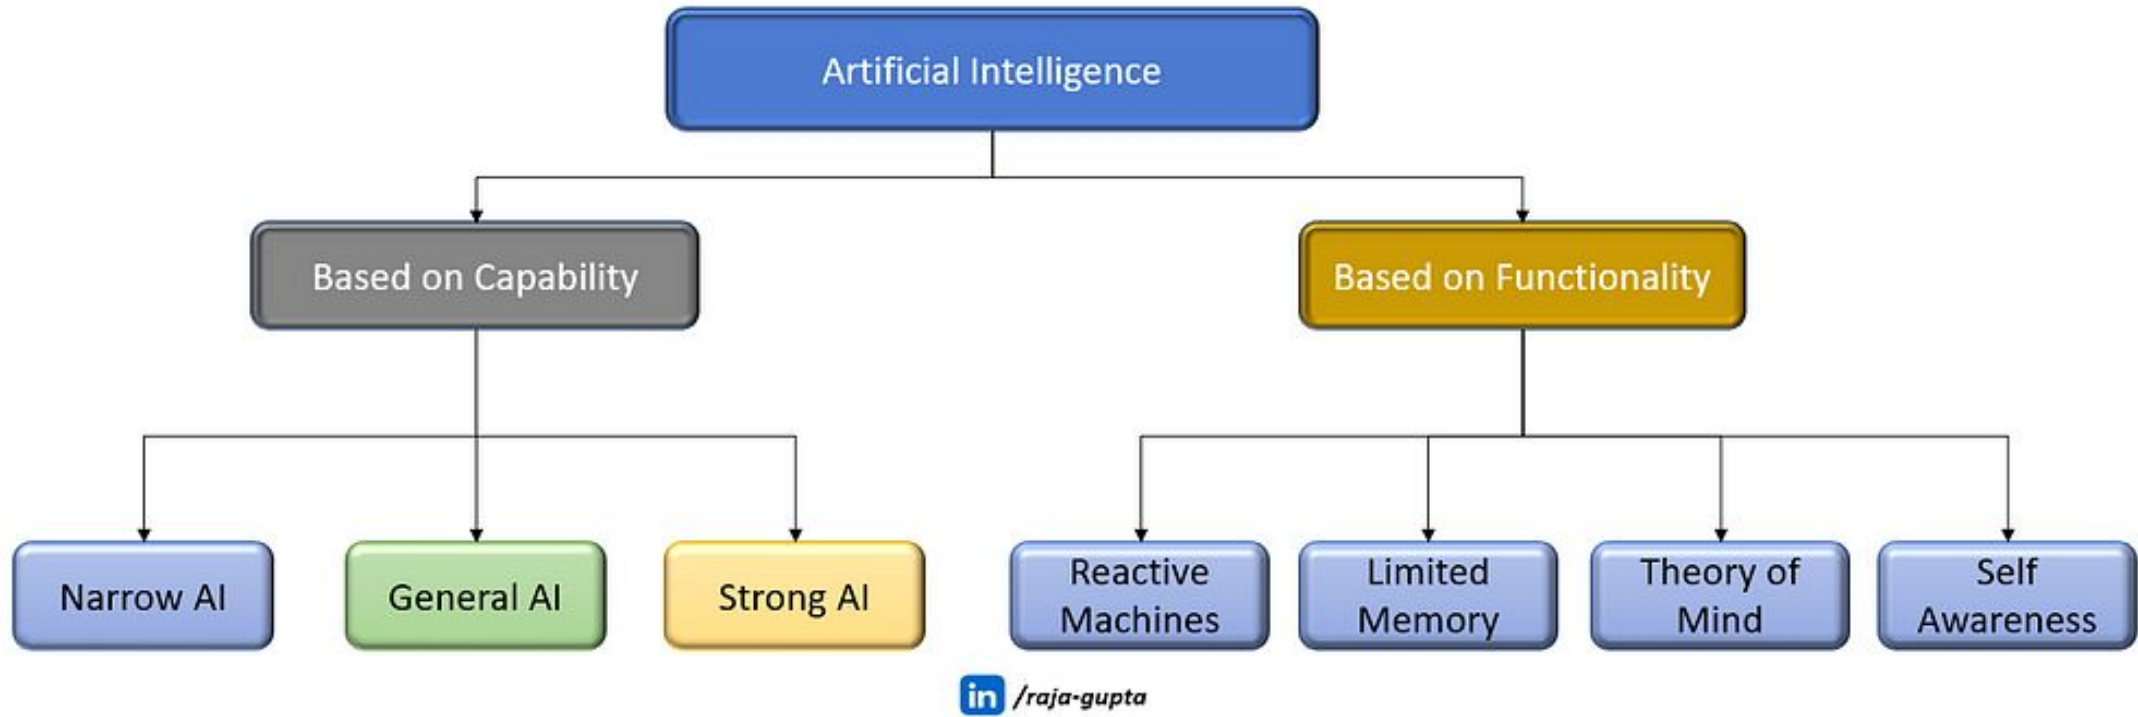 Artificial Intelligence
Based on Capability
Based on Functionality
Narrow AI
General AI
Strong AI
Reactive
Machines
Limited
Memory
Theory of
Mind
Self
Awareness
in /raja-gupta